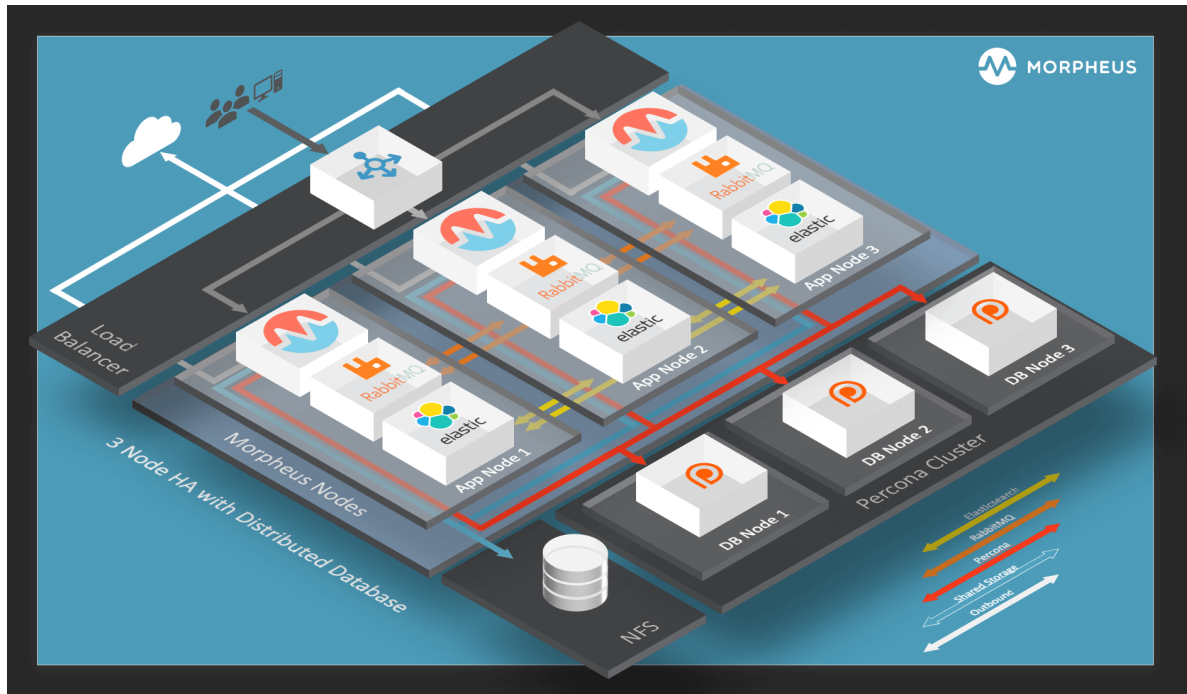 MORPHEUS
Load
Balancer
RabbitMQ
elastic
App Node 3
RabbitMQ
elastic
App Node 2
RabbitMQ
elastic
App Node 1
Morpheus Nodes
3 Node HA with Distributed Database
DB Node 3
DB Node 2
DB Node 1
Percona Cluster
NFS
Elasticsearch
RabbitMQ
Percona
Shared Storage
Outbound